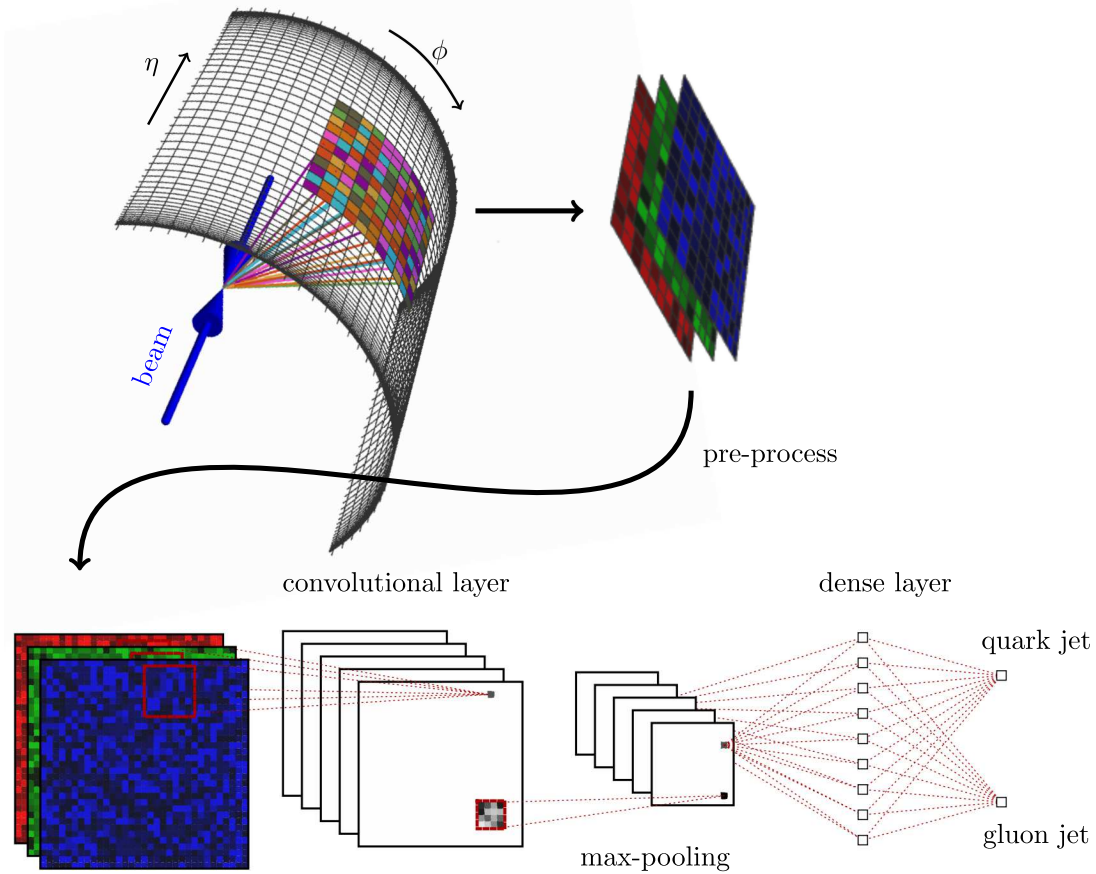 η
ϕ
beam
pre-process
convolutional layer
dense layer
quark jet
gluon jet
max-pooling